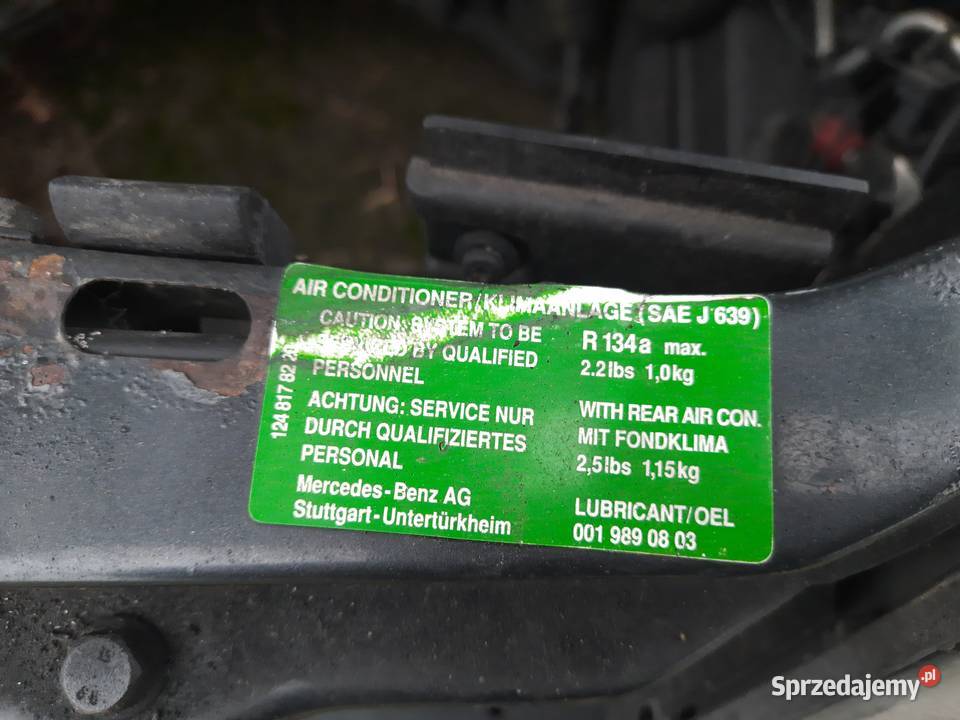 AIR CONDITIONER/KLIMAANLAGE (SAE J 639)
CAUTION: SYSTEM TO BE
BY QUALIFIED
PERSONNEL
ACHTUNG: SERVICE NUR
DURCH QUALIFIZIERTES
PERSONAL
Mercedes-Benz AG
Stuttgart-Untertürkheim
R 134a max.
2.2lbs 1,0kg
WITH REAR AIR CON.
MIT FONDKLIMA
2,5lbs 1,15kg
LUBRICANT/OEL
001 989 08 03
124 817 82 20
Sprzedajemy.pl